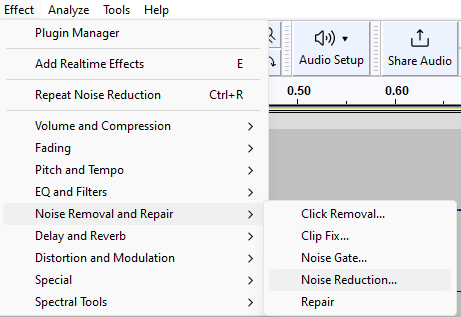 Effect Analyze Tools Help
Plugin Manager
Add Realtime Effects E
Repeat Noise Reduction Ctrl+R
Audio Setup Share Audio
0.50 0.60
Volume and Compression
Fading
Pitch and Tempo
EQ and Filters
Noise Removal and Repair
Delay and Reverb
Distortion and Modulation
Special
Spectral Tools
Click Removal...
Clip Fix...
Noise Gate...
Noise Reduction...
Repair